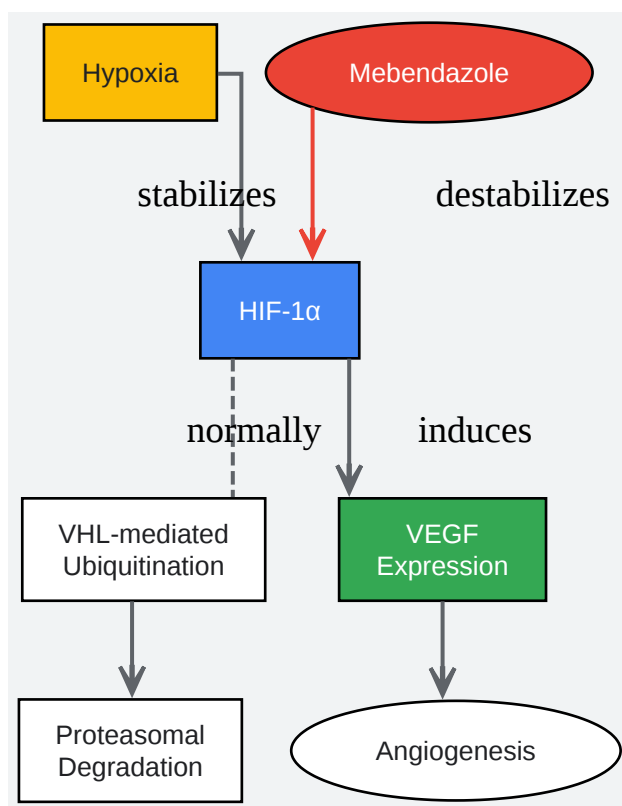 Hypoxia
Mebendazole
stabilizes
destabilizes
HIF-1α
normally
induces
VHL-mediated
Ubiquitination
VEGF
Expression
Proteasomal
Degradation
Angiogenesis